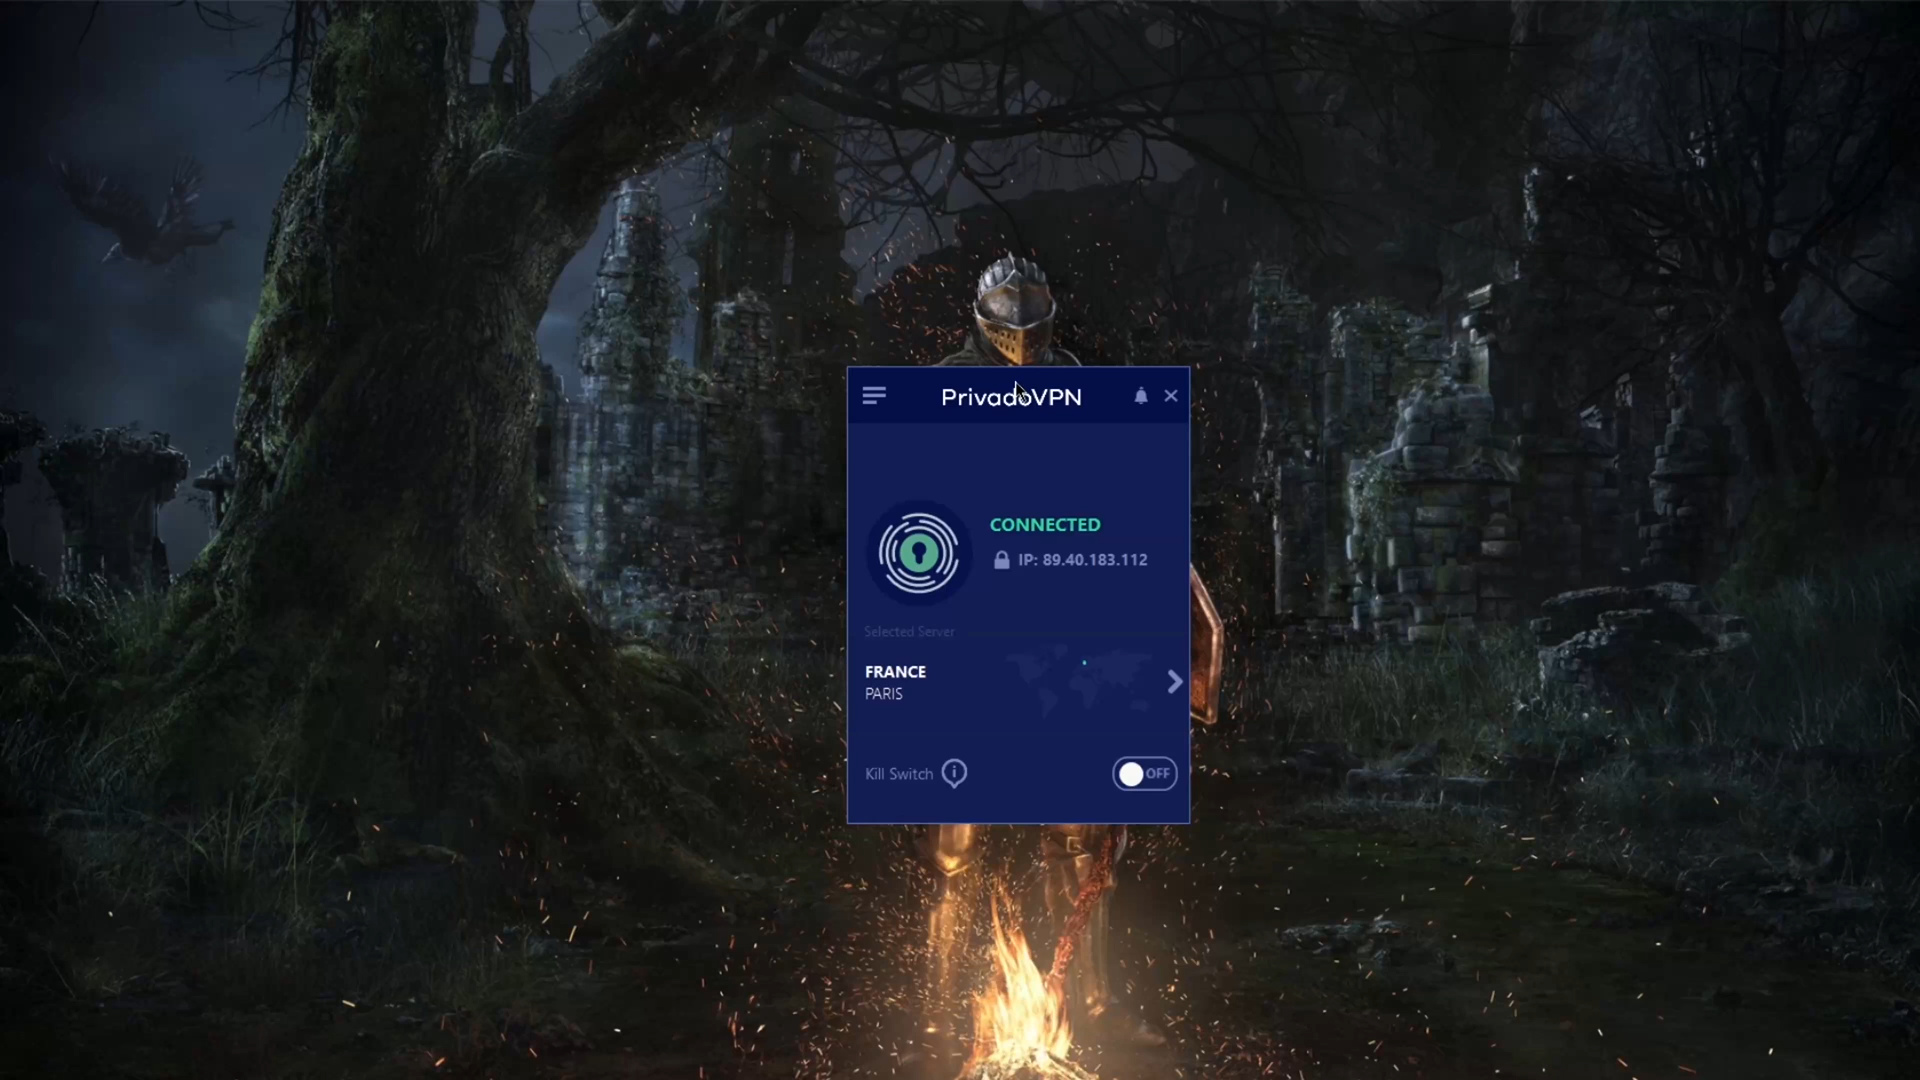 PrivadoVPN
CONNECTED
IP: 89.40.183.112
Selected Server
FRANCE
PARIS
Kill Switch
OFF